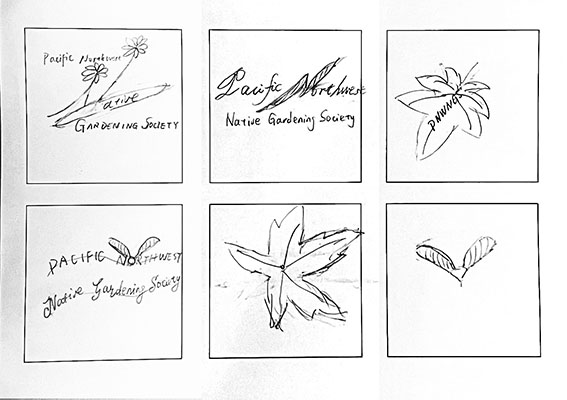 Pacific Northwest
Native
GARDENING SOCIETY
Pacific Northwest
Native Gardening Society
PNWNGS
PACIFIC NORTHWEST
Native Gardening Society